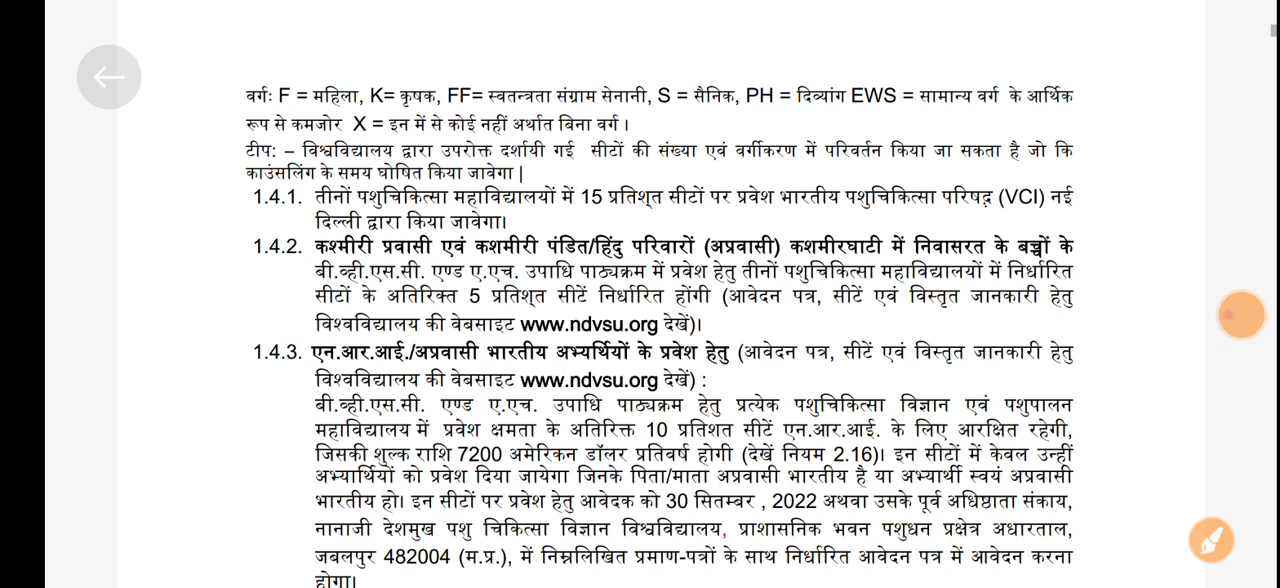 वर्गः F = महिला, K= कृषक, FF= स्वतन्त्रता संग्राम सेनानी, S = सैनिक, PH = दिव्यांग EWS = सामान्य वर्ग के आर्थिक
रूप से कमजोर X = इन में से कोई नहीं अर्थात बिना वर्ग।
टीप: – विश्वविद्यालय द्वारा उपरोक्त दर्शायी गई सीटों की संख्या एवं वर्गीकरण में परिवर्तन किया जा सकता है जो कि
काउंसलिंग के समय घोषित किया जावेगा |
1.4.1. तीनों पशुचिकित्सा महाविद्यालयों में 15 प्रतिश्त सीटों पर प्रवेश भारतीय पशुचिकित्सा परिषद् (VCI) नई
दिल्ली द्वारा किया जावेगा।
1.4.2. कश्मीरी प्रवासी एवं कशमीरी पंडित/हिंदु परिवारों (अप्रवासी) कशमीरघाटी में निवासरत के बच्चों के
बी.व्ही.एस.सी. एण्ड ए.एच. उपाधि पाठ्यक्रम में प्रवेश हेतु तीनों पशुचिकित्सा महाविद्यालयों में निर्धारित
सीटों के अतिरिक्त 5 प्रतिश्त सीटें निर्धारित होंगी (आवेदन पत्र, सीटें एवं विस्तृत जानकारी हेतु
विश्वविद्यालय की वेबसाइट www.ndvsu.org देखें)।
1.4.3. एन.आर.आई./अप्रवासी भारतीय अभ्यर्थियों के प्रवेश हेतु (आवेदन पत्र, सीटें एवं विस्तृत जानकारी हेतु
विश्वविद्यालय की वेबसाइट www.ndvsu.org देखें) :
बी.व्ही.एस.सी. एण्ड ए.एच. उपाधि पाठ्यक्रम हेतु प्रत्येक पशुचिकित्सा विज्ञान एवं पशुपालन
महाविद्यालय में प्रवेश क्षमता के अतिरिक्त 10 प्रतिशत सीटें एन.आर.आई. के लिए आरक्षित रहेगी,
जिसकी शुल्क राशि 7200 अमेरिकन डॉलर प्रतिवर्ष होगी (देखें नियम 2.16)। इन सीटों में केवल उन्हीं
अभ्यार्थियों को प्रवेश दिया जायेगा जिनके पिता/माता अप्रवासी भारतीय है या अभ्यार्थी स्वयं अप्रवासी
भारतीय हो। इन सीटों पर प्रवेश हेतु आवेदक को 30 सितम्बर , 2022 अथवा उसके पूर्व अधिष्ठाता संकाय,
नानाजी देशमुख पशु चिकित्सा विज्ञान विश्वविद्यालय, प्रशासनिक भवन पशुधन प्रक्षेत्र अधारताल,
जबलपुर 482004 (म.प्र.), में निम्नलिखित प्रमाण-पत्रों के साथ निर्धारित आवेदन पत्र में आवेदन करना
होगा।